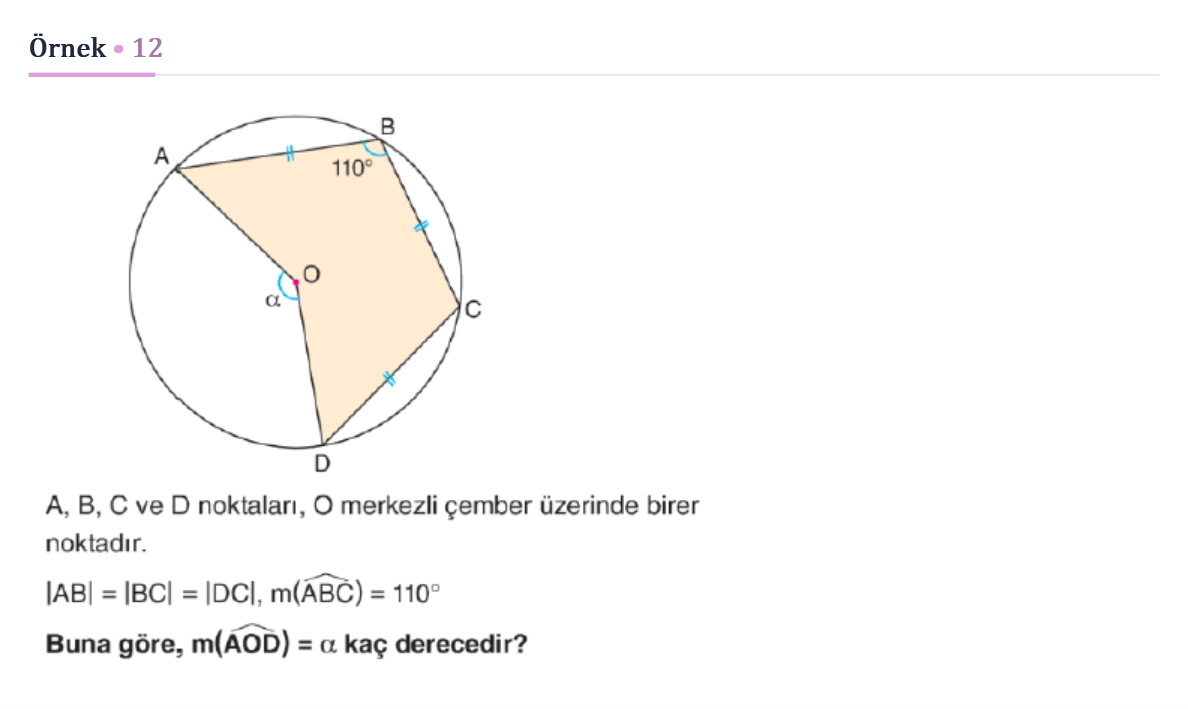 Örnek • 12
B
A
110°
O
α
C
D
A, B, C ve D noktaları, O merkezli çember üzerinde birer
noktadır.
|AB| = |BC| = |DC|, m(ABC) = 110°
Buna göre, m(AOD) = α kaç derecedir?